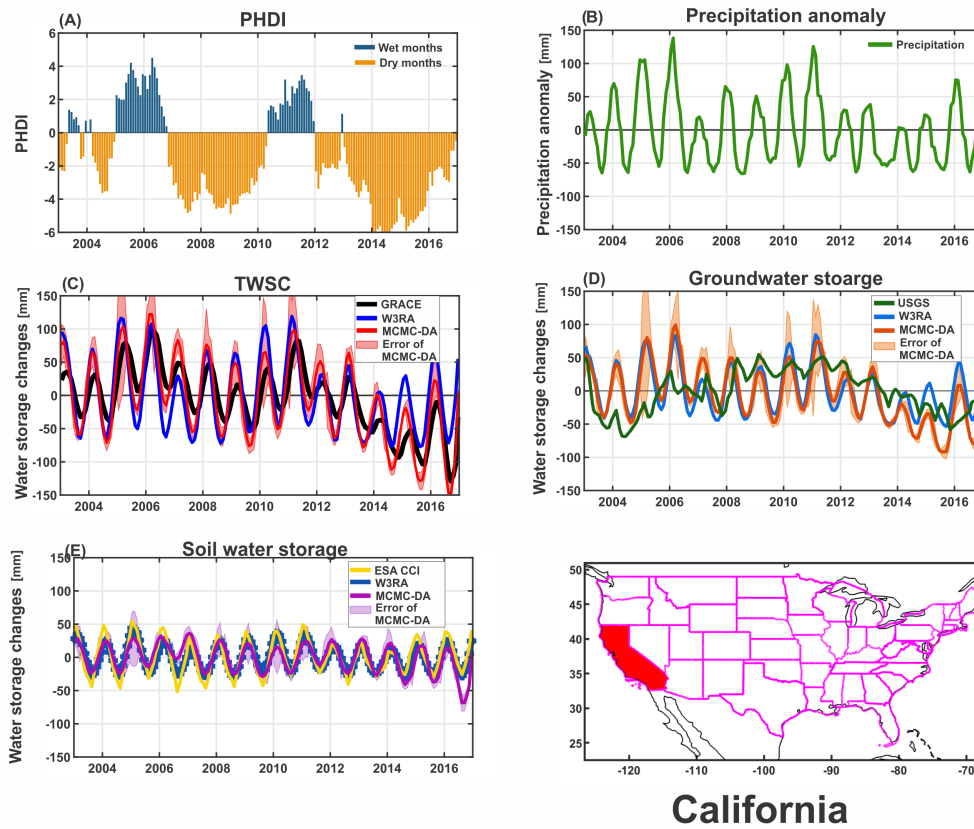 (A) PHDI
6
4
2
0
-2
-4
-6
PHDI
Wet months
Dry months
2004 2006 2008 2010 2012 2014 2016
(B) Precipitation anomaly
150
100
50
0
-50
-100
-150
Precipitation anomaly [mm]
Precipitation
2004 2006 2008 2010 2012 2014 2016
(C) TWSC
150
100
50
0
-50
-100
-150
Water storage changes [mm]
GRACE
W3RA
MCMC-DA
Error of
MCMC-DA
2004 2006 2008 2010 2012 2014 2016
(D) Groundwater stoarge
150
100
50
0
-50
-100
-150
Water storage changes [mm]
USGS
W3RA
MCMC-DA
Error of
MCMC-DA
2004 2006 2008 2010 2012 2014 2016
(E) Soil water storage
150
100
50
0
-50
-100
-150
Water storage changes [mm]
ESA CCI
W3RA
MCMC-DA
Error of
MCMC-DA
2004 2006 2008 2010 2012 2014 2016
50
45
40
35
30
25
-120 -110 -100 -90 -80 -70
California